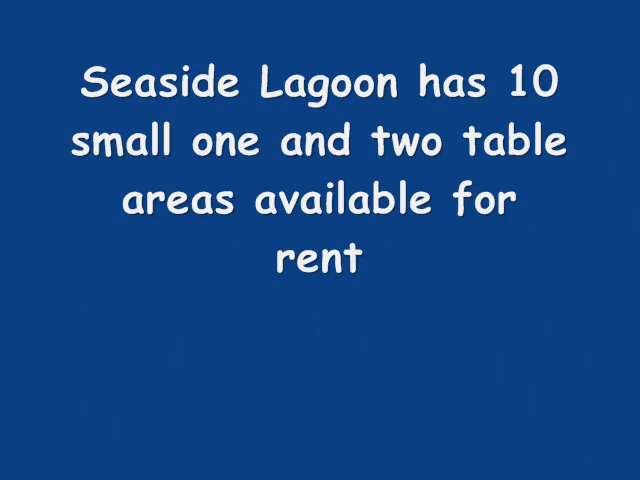 Seaside Lagoon has 10
small one and two table
areas available for
rent